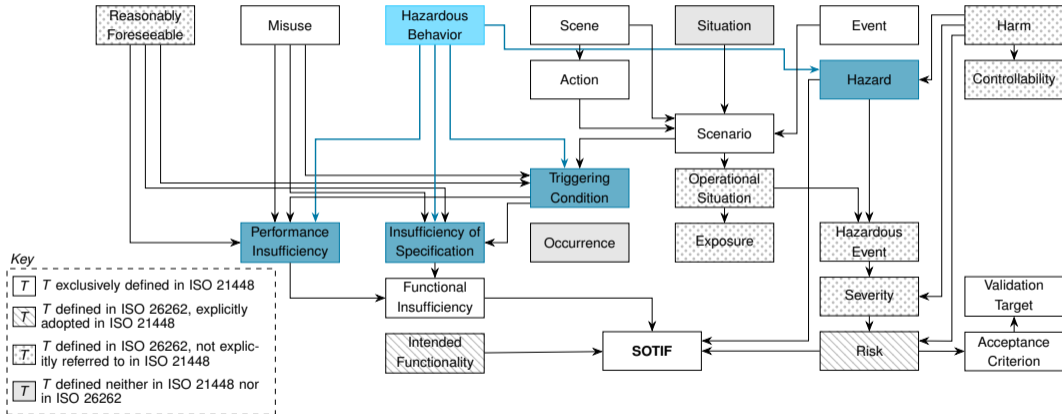 Reasonably
Foreseeable
Misuse
Hazardous
Behavior
Scene
Situation
Event
Harm
Action
Hazard
Controllability
Scenario
Triggering
Condition
Operational
Situation
Performance
Insufficiency
Insufficiency of
Specification
Occurrence
Exposure
Hazardous
Event
Functional
Insufficiency
Severity
Validation
Target
Intended
Functionality
SOTIF
Risk
Acceptance
Criterion
Key
T T exclusively defined in ISO 21448
T T defined in ISO 26262, explicitly
adopted in ISO 21448
T T defined in ISO 26262, not explic-
itly referred to in ISO 21448
T T defined neither in ISO 21448 nor
in ISO 26262